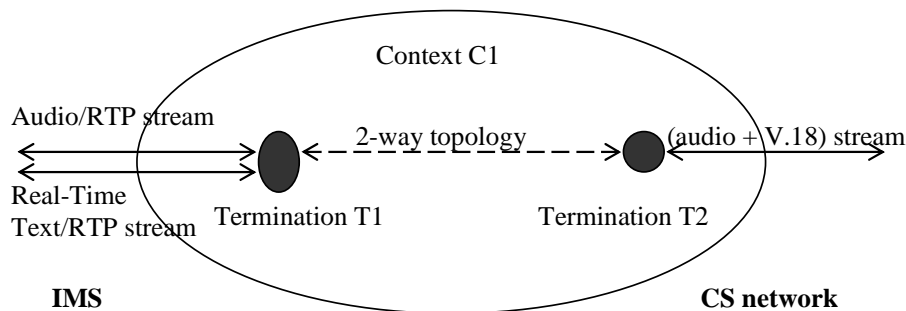 Context C1
Audio/RTP stream
2-way topology
(audio + V.18) stream
Real-Time
Text/RTP stream
Termination T1
Termination T2
IMS
CS network